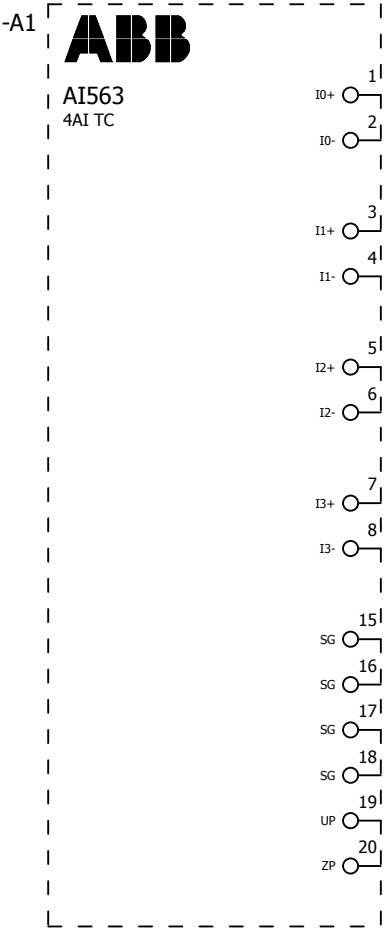 -A1
ABB
AI563
4AI TC
1
I0+
2
I0-
3
I1+
4
I1-
5
I2+
6
I2-
7
I3+
8
I3-
15
SG
16
SG
17
SG
18
SG
19
UP
20
ZP